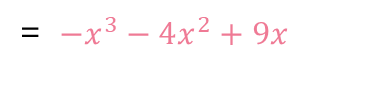 = −x³ − 4x² + 9x